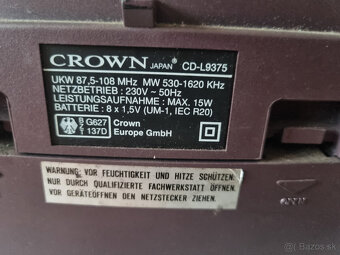 CROWN JAPAN CD-L9375
UKW 87,5-108 MHz MW 530-1620 KHz
NETZBETRIEB : 230V ~ 50Hz
LEISTUNGSAUFNAHME : MAX. 15W
BATTERIE : 8 x 1,5V (UM-1, IEC R20)
BZT G627 137D Crown
Europe GmbH
WARNUNG: VOR FEUCHTIGKEIT UND HITZE SCHÜTZEN.
NUR DURCH QUALIFIZIERTE FACHWERKSTATT ÖFFNEN.
VOR GERÄTEÖFFNEN DEN NETZSTECKER ZIEHEN.
bazos.sk